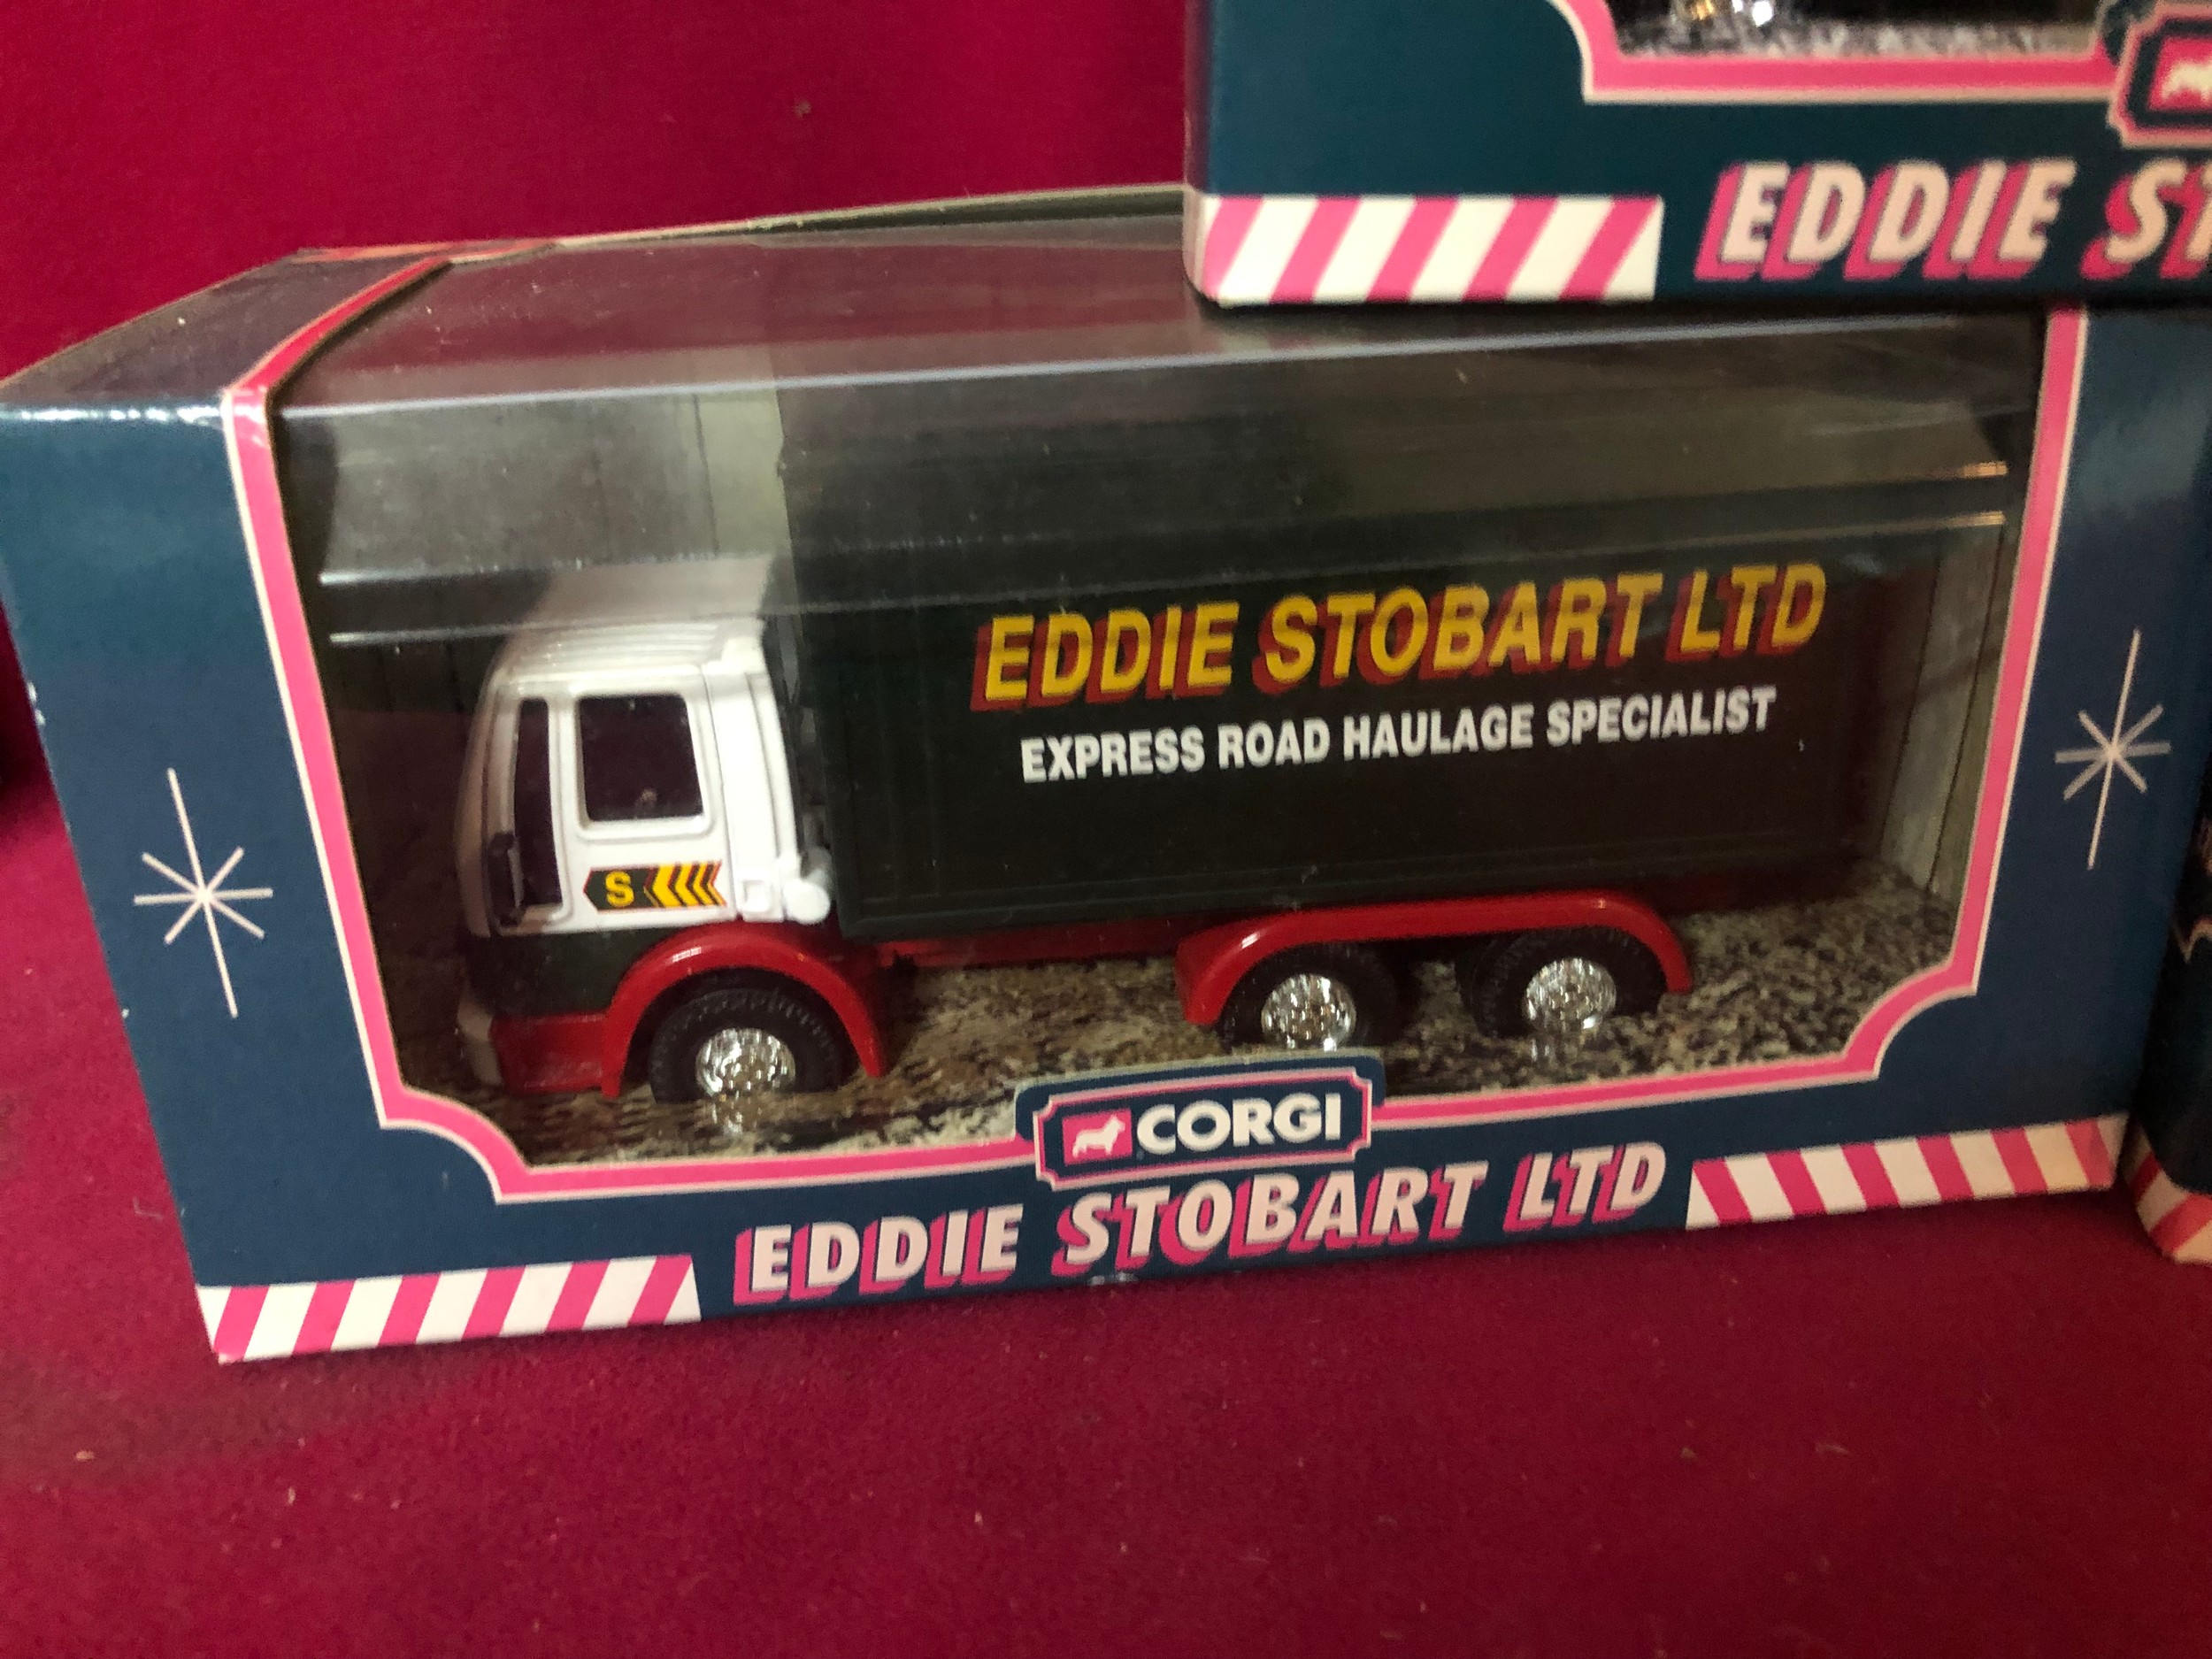 EDDIE ST
EDDIE STOBART LTD
EXPRESS ROAD HAULAGE SPECIALIST
S
CORGI
EDDIE STOBART LTD